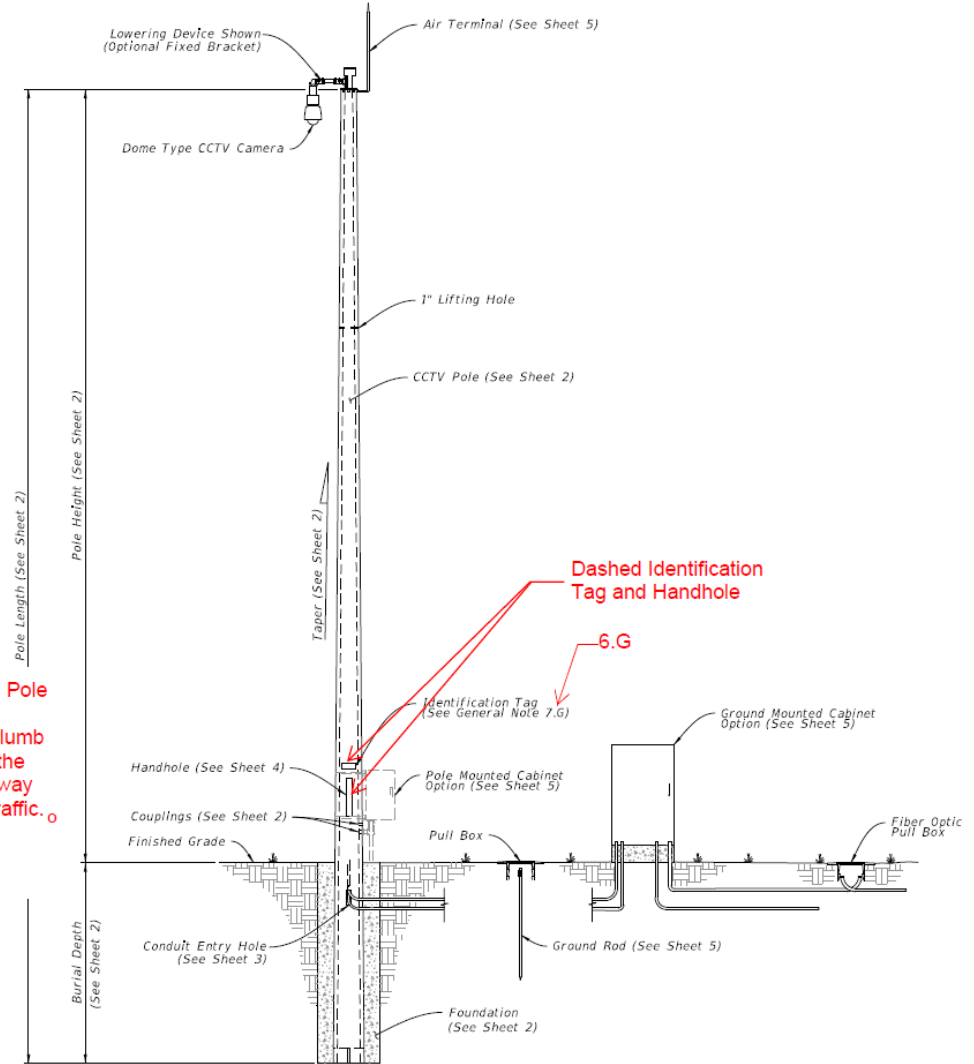 Air Terminal (See Sheet 5)
Lowering Device Shown
(Optional Fixed Bracket)
Dome Type CCTV Camera
1" Lifting Hole
CCTV Pole (See Sheet 2)
Pole Length (See Sheet 2)
Pole Height (See Sheet 2)
Taper (See Sheet 2)
Dashed Identification
Tag and Handhole
6.G
Pole
lumb
the
way
raffic.
Identification Tag
(See General Note 7.G)
Ground Mounted Cabinet
Option (See Sheet 5)
Handhole (See Sheet 4)
Pole Mounted Cabinet
Option (See Sheet 5)
Couplings (See Sheet 2)
Pull Box
Fiber Optic
Pull Box
Finished Grade
Burial Depth
(See Sheet 2)
Conduit Entry Hole
(See Sheet 3)
Ground Rod (See Sheet 5)
Foundation
(See Sheet 2)